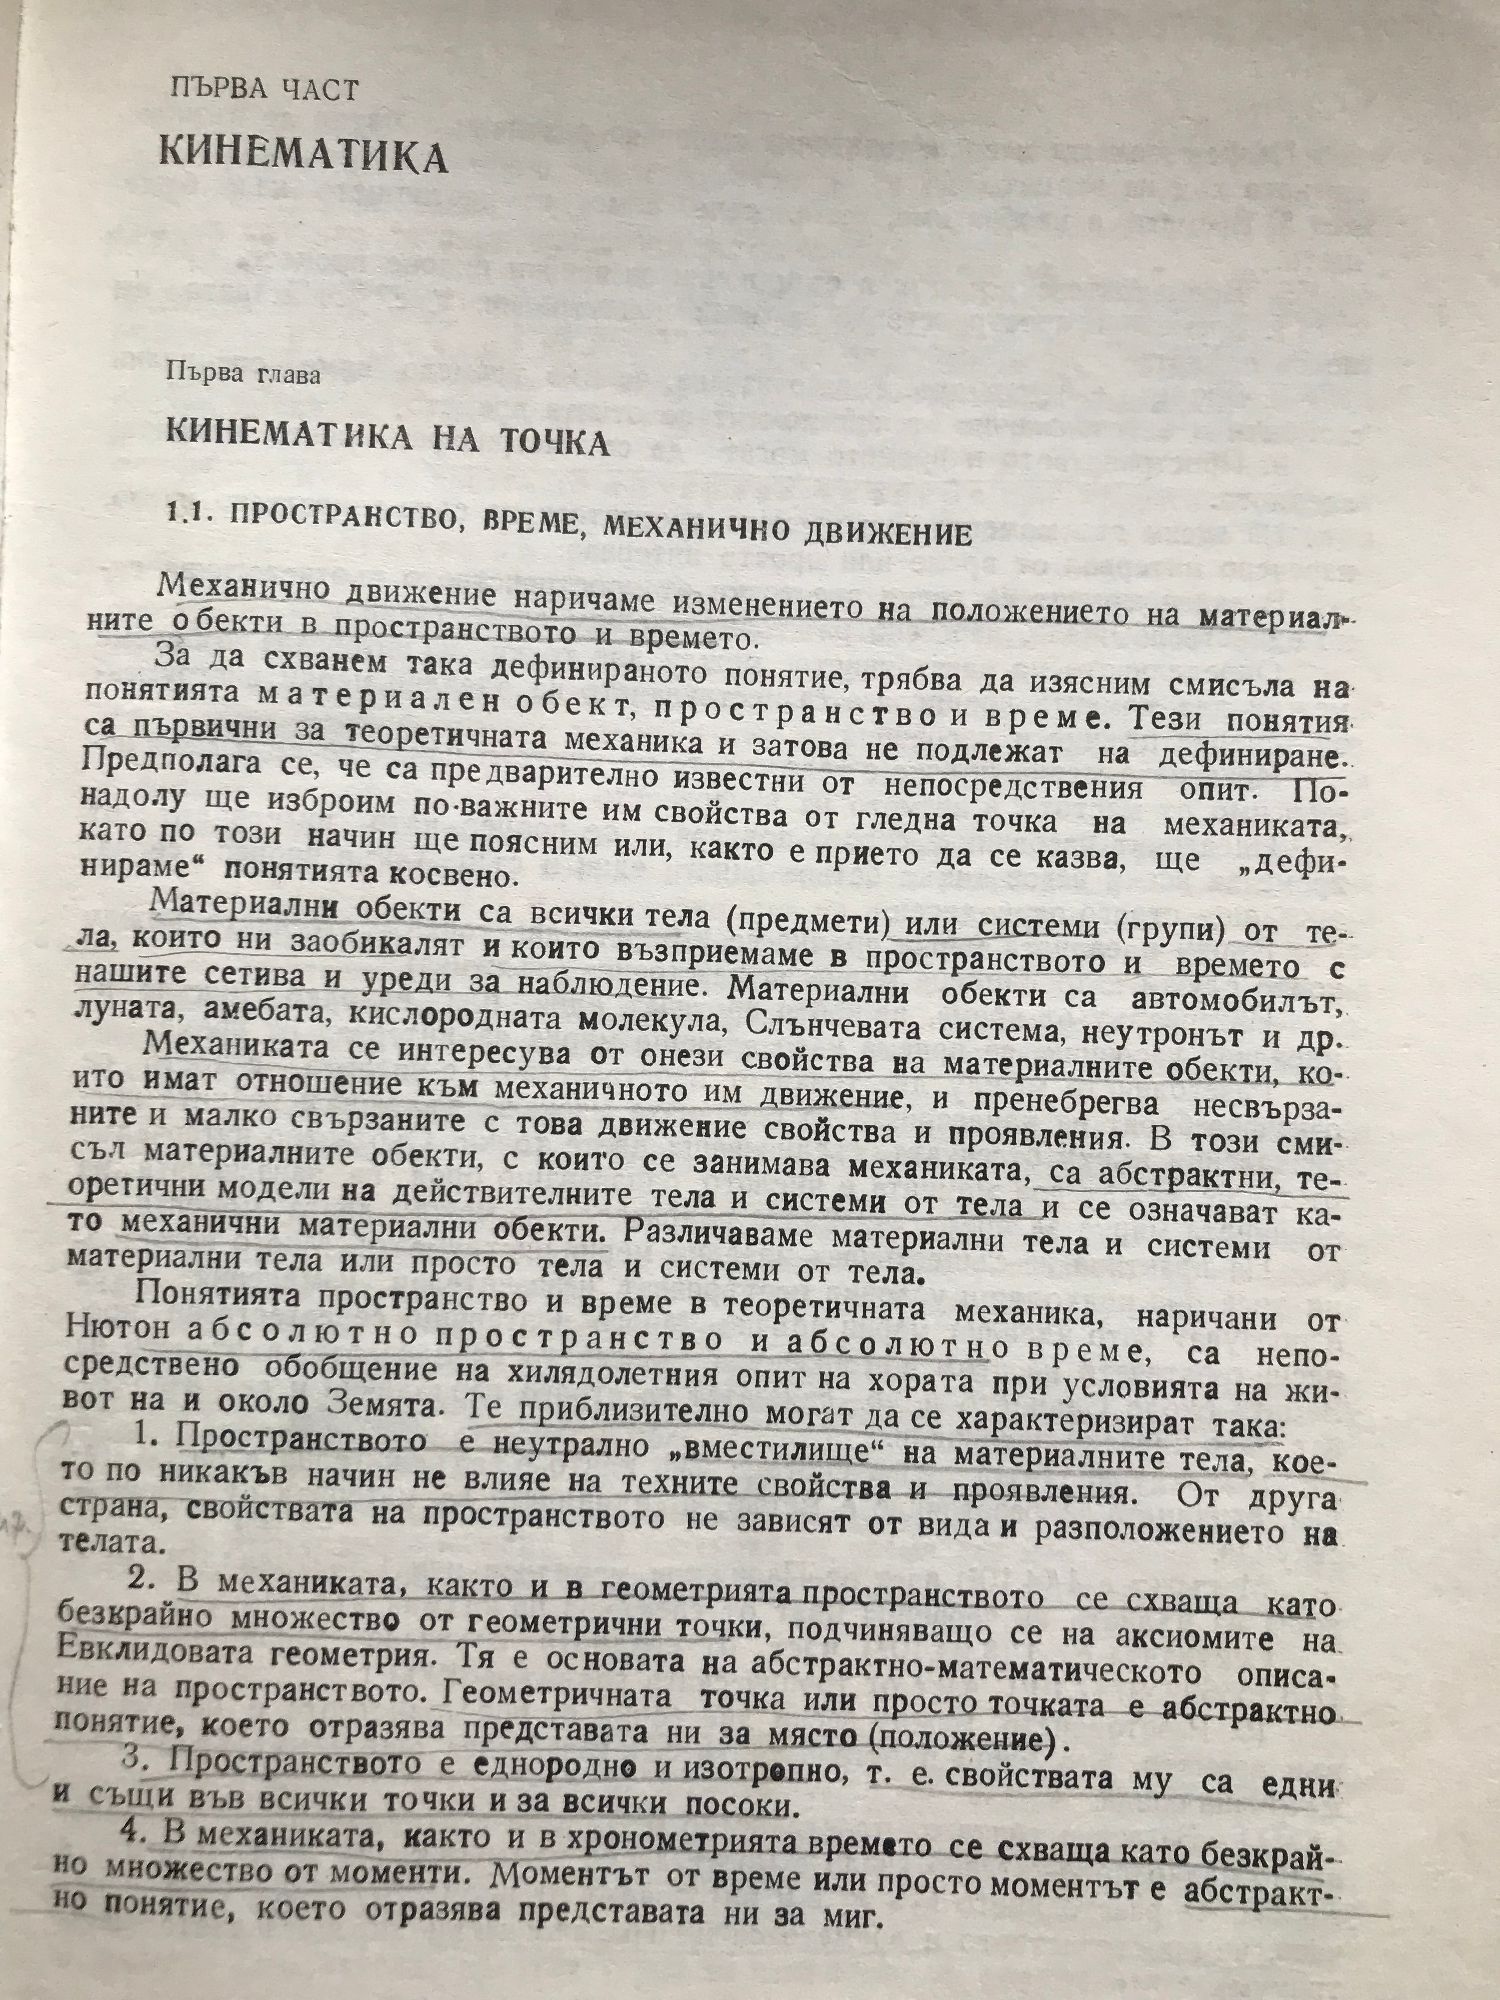 ПЪРВА ЧАСТ
КИНЕМАТИКА
Първа глава
КИНЕМАТИКА НА ТОЧКА
1.1. ПРОСТРАНСТВО, ВРЕМЕ, МЕХАНИЧНО ДВИЖЕНИЕ
Механично движение наричаме изменението на положението на материал-
ните обекти в пространството и времето.
За да схванем така дефинираното понятие, трябва да изясним смисъла на
понятията материален обект, пространство и време. Тези понятия
са първични за теоретичната механика и затова не подлежат на дефиниране.
Предполага се, че са предварително известни от непосредствения опит. По-
надолу ще изброим по-важните им свойства от гледна точка на механиката,
като по този начин ще поясним или, както е прието да се казва, ще „дефи-
нираме“ понятията косвено.
Материални обекти са всички тела (предмети) или системи (групи) от те-
ла, които ни заобикалят и които възприемаме в пространството и времето с
нашите сетива и уреди за наблюдение. Материални обекти са автомобилът,
луната, амебата, кислородната молекула, Слънчевата система, неутронът и др.
Механиката се интересува от онези свойства на материалните обекти, ко-
ито имат отношение към механичното им движение, и пренебрегва несвърза-
ните и малко свързаните с това движение свойства и проявления. В този сми-
съл материалните обекти, с които се занимава механиката, са абстрактни, те-
оретични модели на действителните тела и системи от тела и се означават ка-
то механични материални обекти. Различаваме материални тела и системи от
материални тела или просто тела и системи от тела.
Понятията пространство и време в теоретичната механика, наричани от
Нютон абсолютно пространство и абсолютно време, са непо-
средствено обобщение на хилядолетния опит на хората при условията на жи-
вот на и около Земята. Те приблизително могат да се характеризират така:
1. Пространството е неутрално „вместилище“ на материалните тела, кое-
то по никакъв начин не влияе на техните свойства и проявления. От друга
страна, свойствата на пространството не зависят от вида и разположението на
телата.
2. В механиката, както и в геометрията пространството се схваща като
безкрайно множество от геометрични точки, подчиняващо се на аксиомите на
Евклидовата геометрия. Тя е основата на абстрактно-математическото описа-
ние на пространството. Геометричната точка или просто точката е абстрактно
понятие, което отразява представата ни за място (положение).
3. Пространството е еднородно и изотропно, т. е. свойствата му са едни
и същи във всички точки и за всички посоки.
4. В механиката, както и в хронометрията времето се схваща като безкрай-
но множество от моменти. Моментът от време или просто моментът е абстракт-
но понятие, което отразява представата ни за миг.